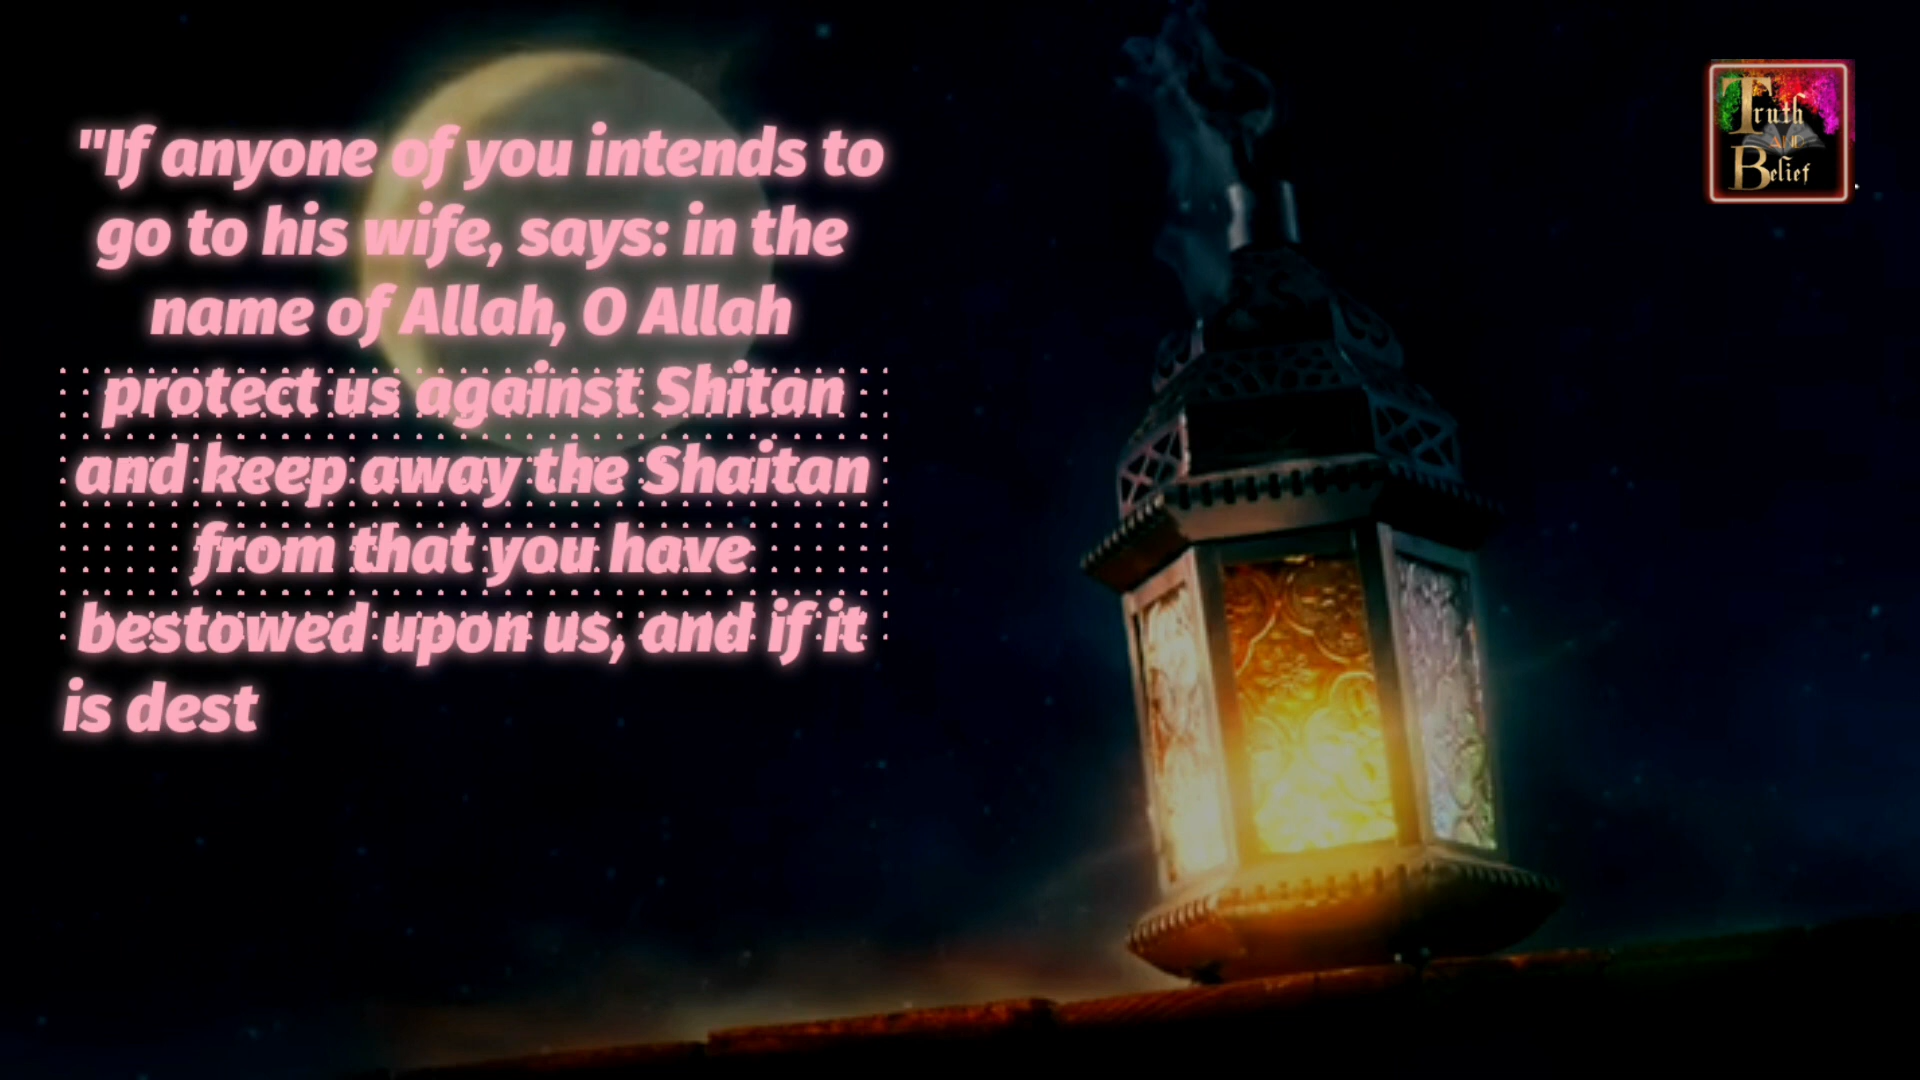 "If anyone of you intends to
go to his wife, says: in the
name of Allah, O Allah
protect us against Shitan
and keep away the Shaitan
from that you have
bestowed upon us, and if it
is dest
Truth
AND
Belief